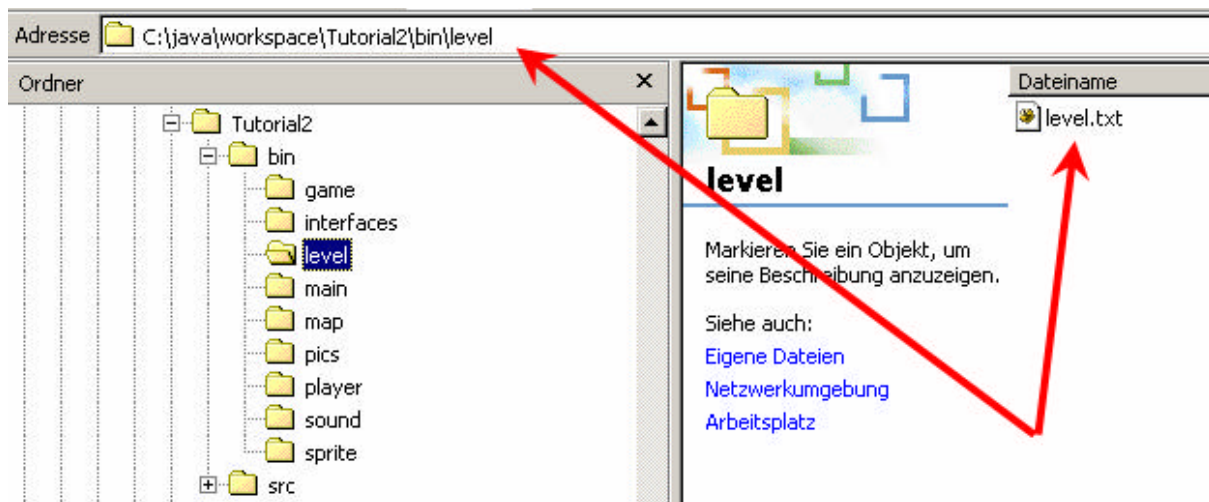 Adresse C:\java\workspace\Tutorial2\bin\level
Ordner
Tutorial2
bin
game
interfaces
level
main
map
pics
player
sound
sprite
src
level
Markieren Sie ein Objekt, um
seine Beschreibung anzuzeigen.
Siehe auch:
Eigene Dateien
Netzwerkumgebung
Arbeitsplatz
Dateiname
level.txt